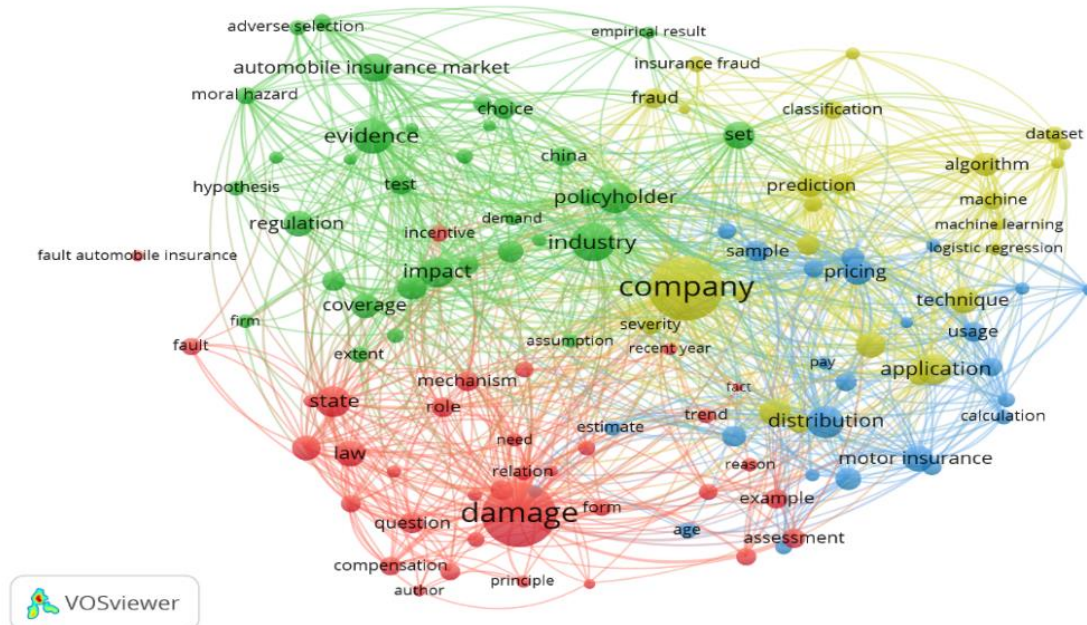 adverse selection
empirical result
automobile insurance market
insurance fraud
moral hazard
choice
fraud
classification
evidence
set
dataset
china
algorithm
hypothesis
test
policyholder
prediction
machine
regulation
demand
incentive
machine learning
industry
sample
logistic regression
fault automobile insurance
impact
company
pricing
coverage
technique
firm
severity
usage
fault
extent
assumption
recent year
pay
application
mechanism
fact
state
role
trend
distribution
calculation
need
estimate
law
relation
reason
motor insurance
damage
form
example
question
age
assessment
compensation
author
principle
VOSviewer